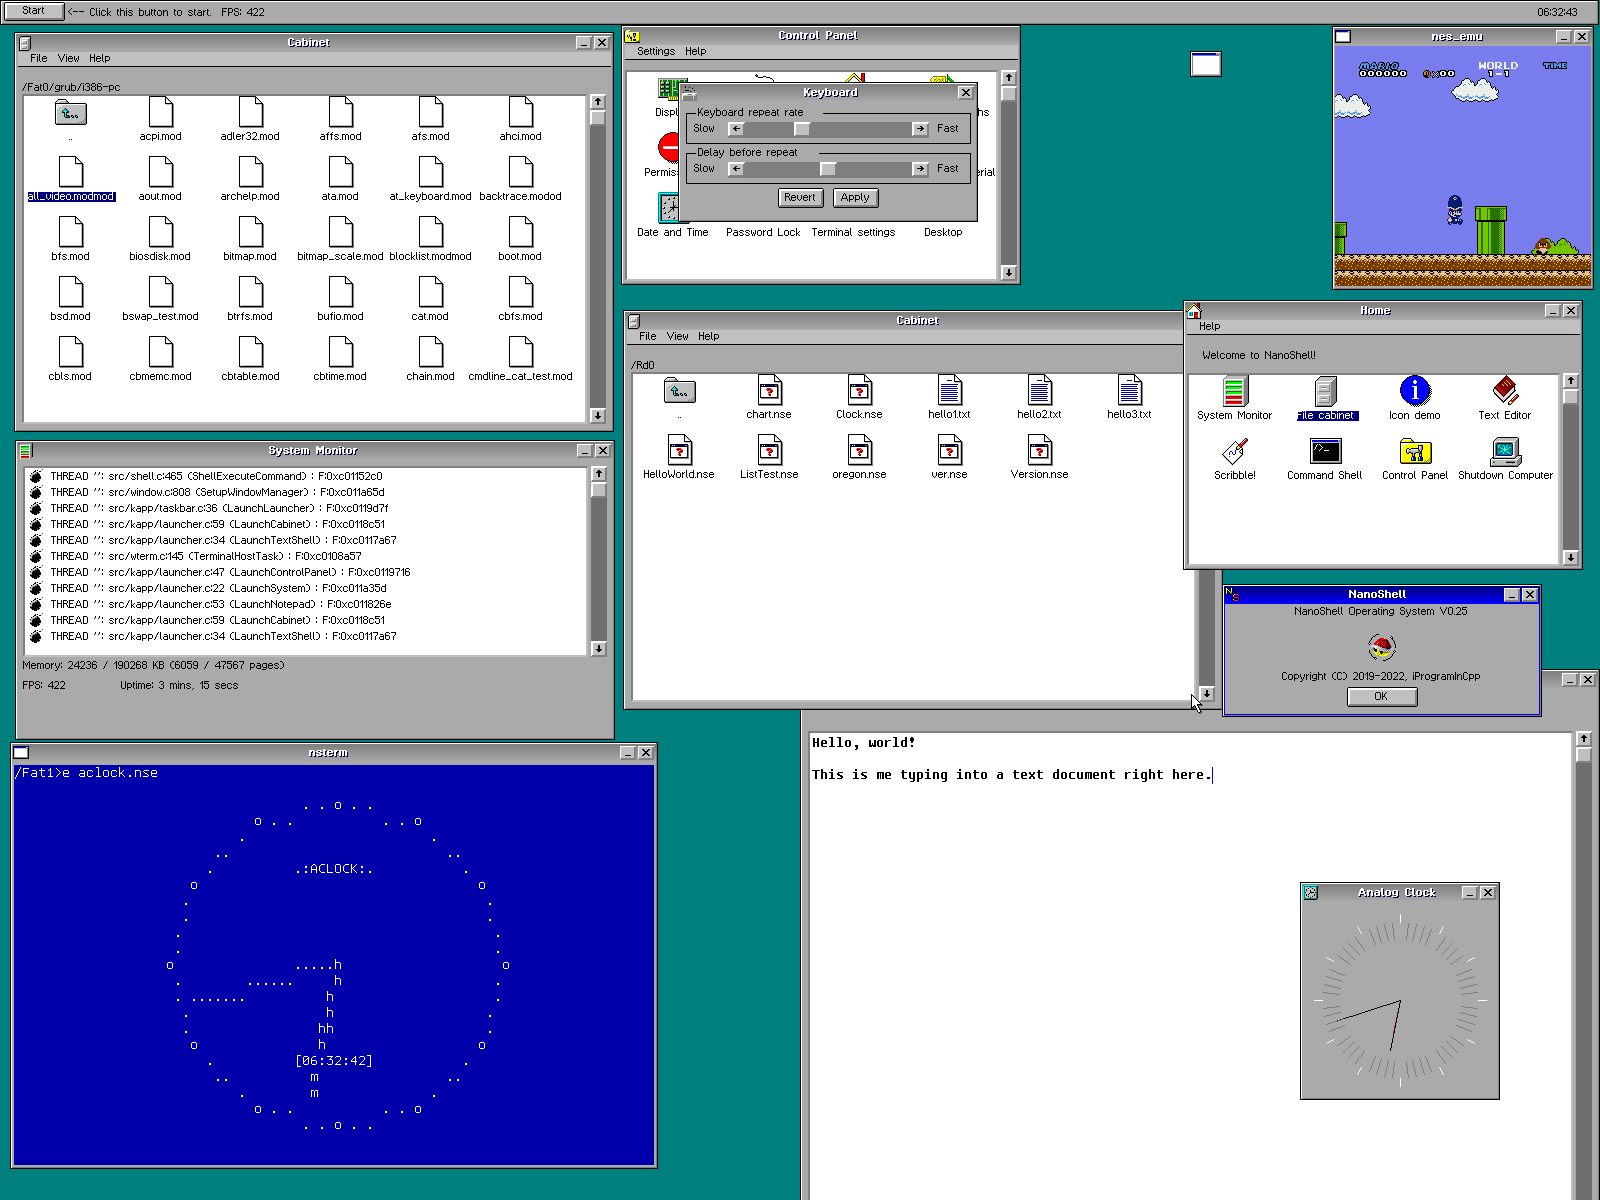 Start <-- Click this button to start. FPS: 422 06:32:43
Cabinet
File View Help
/Fat0/grub/i386-pc
.. acpi.mod adler32.mod affs.mod afs.mod ahci.mod
all_video.modmod aout.mod archelp.mod ata.mod at_keyboard.mod backtrace.modod
bfs.mod biosdisk.mod bitmap.mod bitmap_scale.mod blocklist.modmod boot.mod
bsd.mod bswap_test.mod btrfs.mod bufio.mod cat.mod cbfs.mod
cbls.mod cbmemc.mod cbtable.mod cbtime.mod chain.mod cmdline_cat_test.mod
Control Panel
Settings Help
Displ
Permiss
Date and Time Password Lock Terminal settings Desktop
Keyboard
Keyboard repeat rate
Slow Fast
Delay before repeat
Slow Fast
Revert Apply
nes_emu
MARIO WORLD TIME
000000 x00 1-1
System Monitor
THREAD '': src/shell.c:465 (ShellExecuteCommand) : F:0xc01152c0
THREAD '': src/window.c:808 (SetupWindowManager) : F:0xc011a65d
THREAD '': src/kapp/taskbar.c:36 (LaunchLauncher) : F:0xc0119d7f
THREAD '': src/kapp/launcher.c:59 (LaunchCabinet) : F:0xc0118c51
THREAD '': src/kapp/launcher.c:34 (LaunchTextShell) : F:0xc0117a67
THREAD '': src/wterm.c:145 (TerminalHostTask) : F:0xc0108a57
THREAD '': src/kapp/launcher.c:47 (LaunchControlPanel) : F:0xc0119716
THREAD '': src/kapp/launcher.c:22 (LaunchSystem) : F:0xc011a35d
THREAD '': src/kapp/launcher.c:53 (LaunchNotepad) : F:0xc011826e
THREAD '': src/kapp/launcher.c:59 (LaunchCabinet) : F:0xc0118c51
THREAD '': src/kapp/launcher.c:34 (LaunchTextShell) : F:0xc0117a67
Memory: 24236 / 190268 KB (6059 / 47567 pages)
FPS: 422 Uptime: 3 mins, 15 secs
Cabinet
File View Help
/Rd0
.. chart.nse Clock.nse hello1.txt hello2.txt hello3.txt
HelloWorld.nse ListTest.nse oregon.nse ver.nse Version.nse
Home
Help
Welcome to NanoShell!
System Monitor File cabinet Icon demo Text Editor
Scribble! Command Shell Control Panel Shutdown Computer
NanoShell
NanoShell Operating System V0.25
Copyright (C) 2019-2022, iProgramInCpp
OK
nsterm
/Fat1>e aclock.nse
.:ACLOCK:.
[06:32:42]
Hello, world!
This is me typing into a text document right here.
Analog Clock